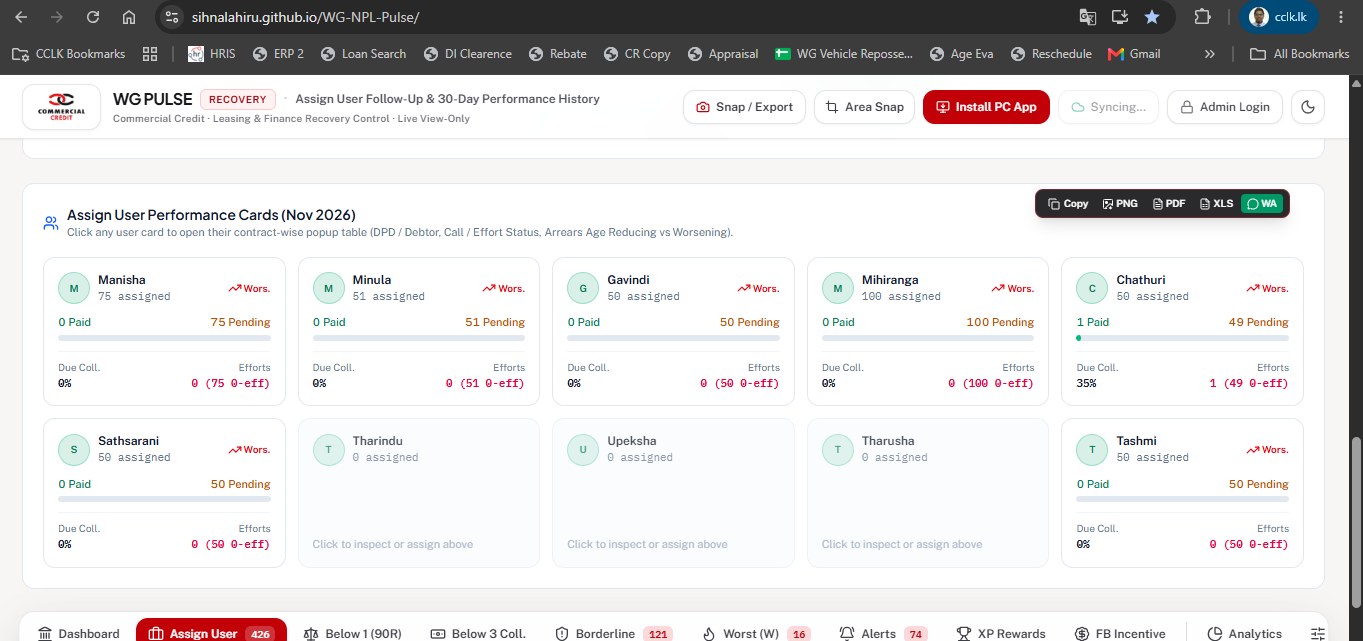 sihnalahiru.github.io/WG-NPL-Pulse/
cclk.lk
CCLK Bookmarks
HRIS
ERP 2
Loan Search
DI Clearence
Rebate
CR Copy
Appraisal
WG Vehicle Reposse...
Age Eva
Reschedule
Gmail
All Bookmarks
COMMERCIAL
CREDIT
WG PULSE RECOVERY · Assign User Follow-Up & 30-Day Performance History
Commercial Credit · Leasing & Finance Recovery Control · Live View-Only
Snap / Export
Area Snap
Install PC App
Syncing...
Admin Login
Copy PNG PDF XLS WA
Assign User Performance Cards (Nov 2026)
Click any user card to open their contract-wise popup table (DPD / Debtor, Call / Effort Status, Arrears Age Reducing vs Worsening).
M
Manisha
75 assigned
Wors.
0 Paid 75 Pending
Due Coll. Efforts
0% 0 (75 0-eff)
M
Minula
51 assigned
Wors.
0 Paid 51 Pending
Due Coll. Efforts
0% 0 (51 0-eff)
G
Gavindi
50 assigned
Wors.
0 Paid 50 Pending
Due Coll. Efforts
0% 0 (50 0-eff)
M
Mihiranga
100 assigned
Wors.
0 Paid 100 Pending
Due Coll. Efforts
0% 0 (100 0-eff)
C
Chathuri
50 assigned
Wors.
1 Paid 49 Pending
Due Coll. Efforts
35% 1 (49 0-eff)
S
Sathsarani
50 assigned
Wors.
0 Paid 50 Pending
Due Coll. Efforts
0% 0 (50 0-eff)
T
Tharindu
0 assigned
Click to inspect or assign above
U
Upeksha
0 assigned
Click to inspect or assign above
T
Tharusha
0 assigned
Click to inspect or assign above
T
Tashmi
50 assigned
Wors.
0 Paid 50 Pending
Due Coll. Efforts
0% 0 (50 0-eff)
Dashboard
Assign User 426
Below 1 (90R)
Below 3 Coll.
Borderline 121
Worst (W) 16
Alerts 74
XP Rewards
FB Incentive
Analytics